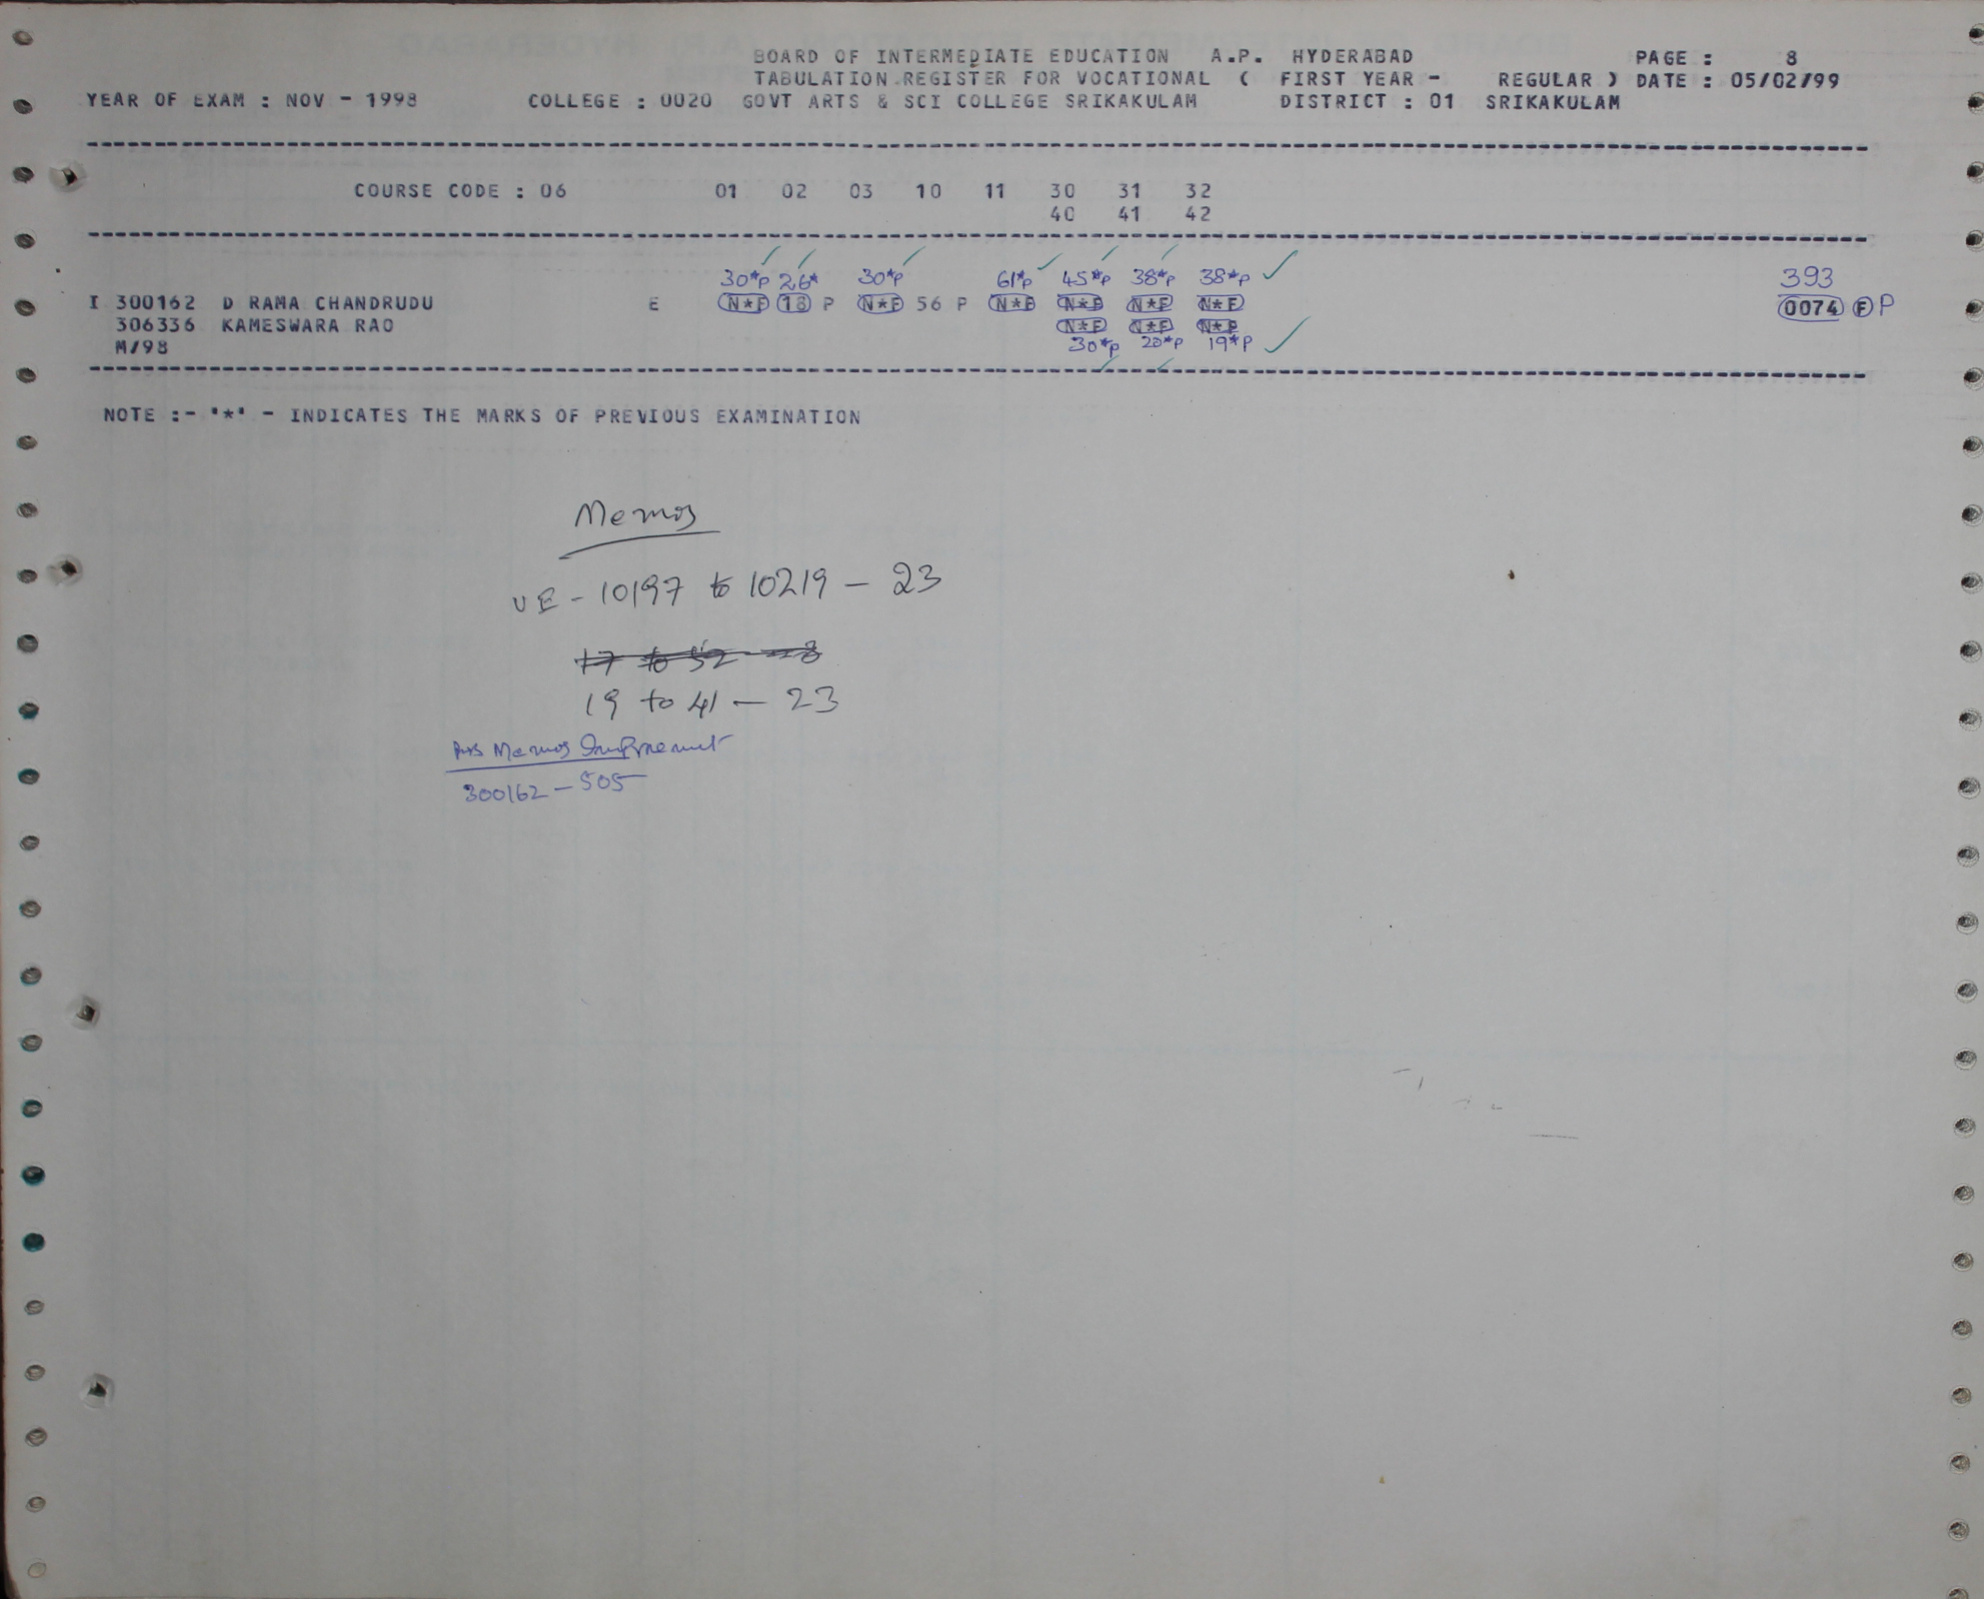 BOARD OF INTERMEDIATE EDUCATION A.P. HYDERABAD PAGE : 8
TABULATION REGISTER FOR VOCATIONAL ( FIRST YEAR - REGULAR ) DATE : 05/02/99
YEAR OF EXAM : NOV - 1998 COLLEGE : 0020 GOVT ARTS & SCI COLLEGE SRIKAKULAM DISTRICT : 01 SRIKAKULAM
COURSE CODE : 06 01 02 03 10 11 30 31 32
40 41 42
30*P 26* 30*P 61*P 45*P 38*P 38*P 393
I 300162 D RAMA CHANDRUDU E N*F 18 P N*F 56 P N*F N*F N*F N*F 0074 F P
306336 KAMESWARA RAO N*F N*F N*F
M/98 30*P 20*P 19*P
NOTE :- '*' - INDICATES THE MARKS OF PREVIOUS EXAMINATION
Memos
VE - 10197 to 10219 - 23
19 to 41 - 23
Memos
300162 - 505